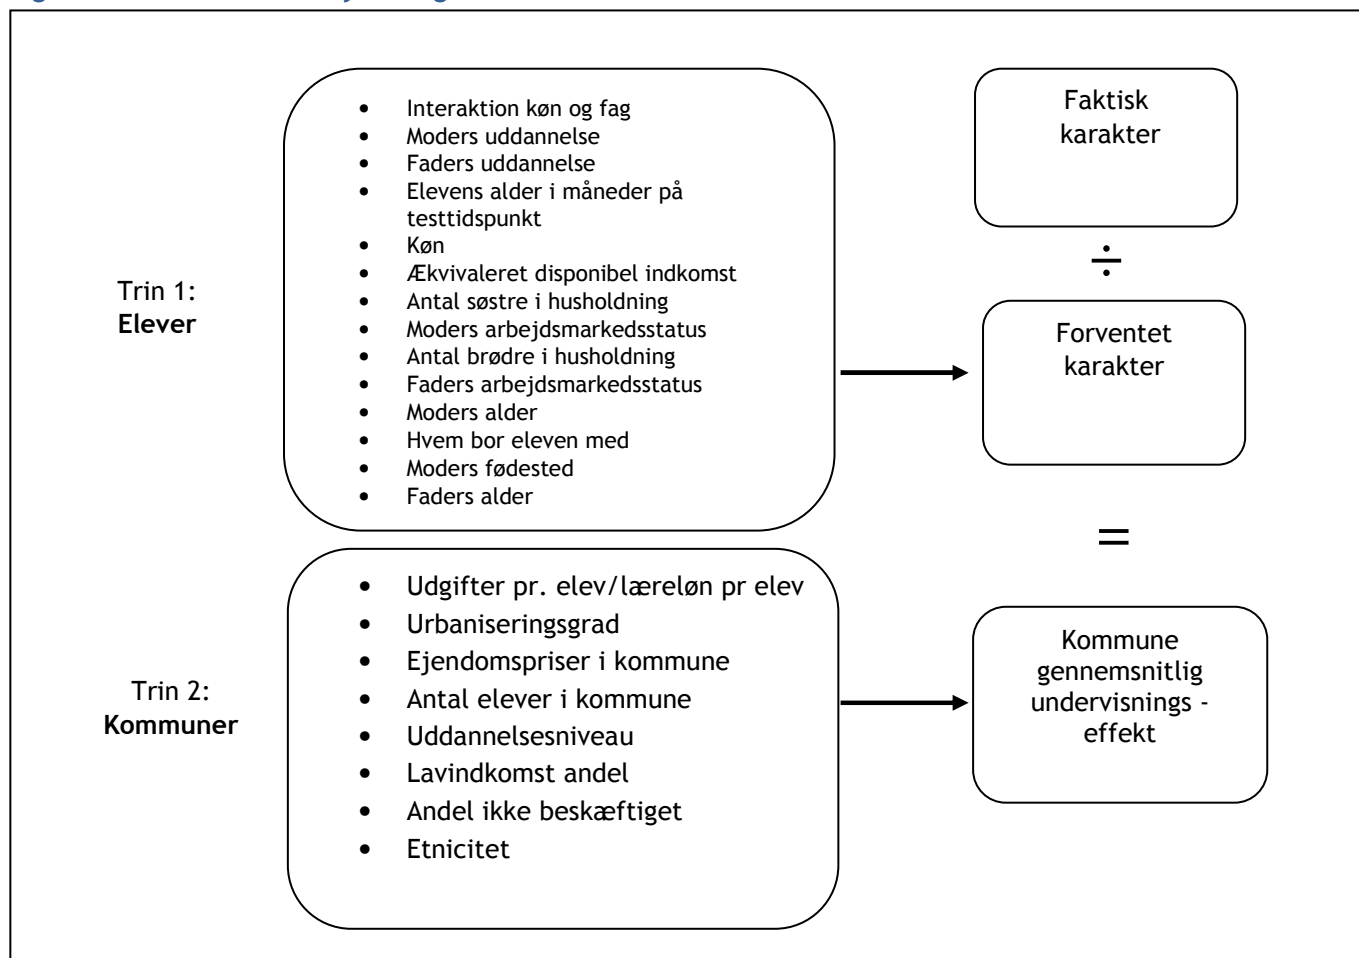 Trin 1:
Elever
• Interaktion køn og fag
• Moders uddannelse
• Faders uddannelse
• Elevens alder i måneder på
testtidspunkt
• Køn
• Ækvivaleret disponibel indkomst
• Antal søstre i husholdning
• Moders arbejdsmarkedsstatus
• Antal brødre i husholdning
• Faders arbejdsmarkedsstatus
• Moders alder
• Hvem bor eleven med
• Moders fødested
• Faders alder
Faktisk
karakter
÷
Forventet
karakter
=
Trin 2:
Kommuner
• Udgifter pr. elev/læreløn pr elev
• Urbaniseringsgrad
• Ejendomspriser i kommune
• Antal elever i kommune
• Uddannelsesniveau
• Lavindkomst andel
• Andel ikke beskæftiget
• Etnicitet
Kommune
gennemsnitlig
undervisnings -
effekt